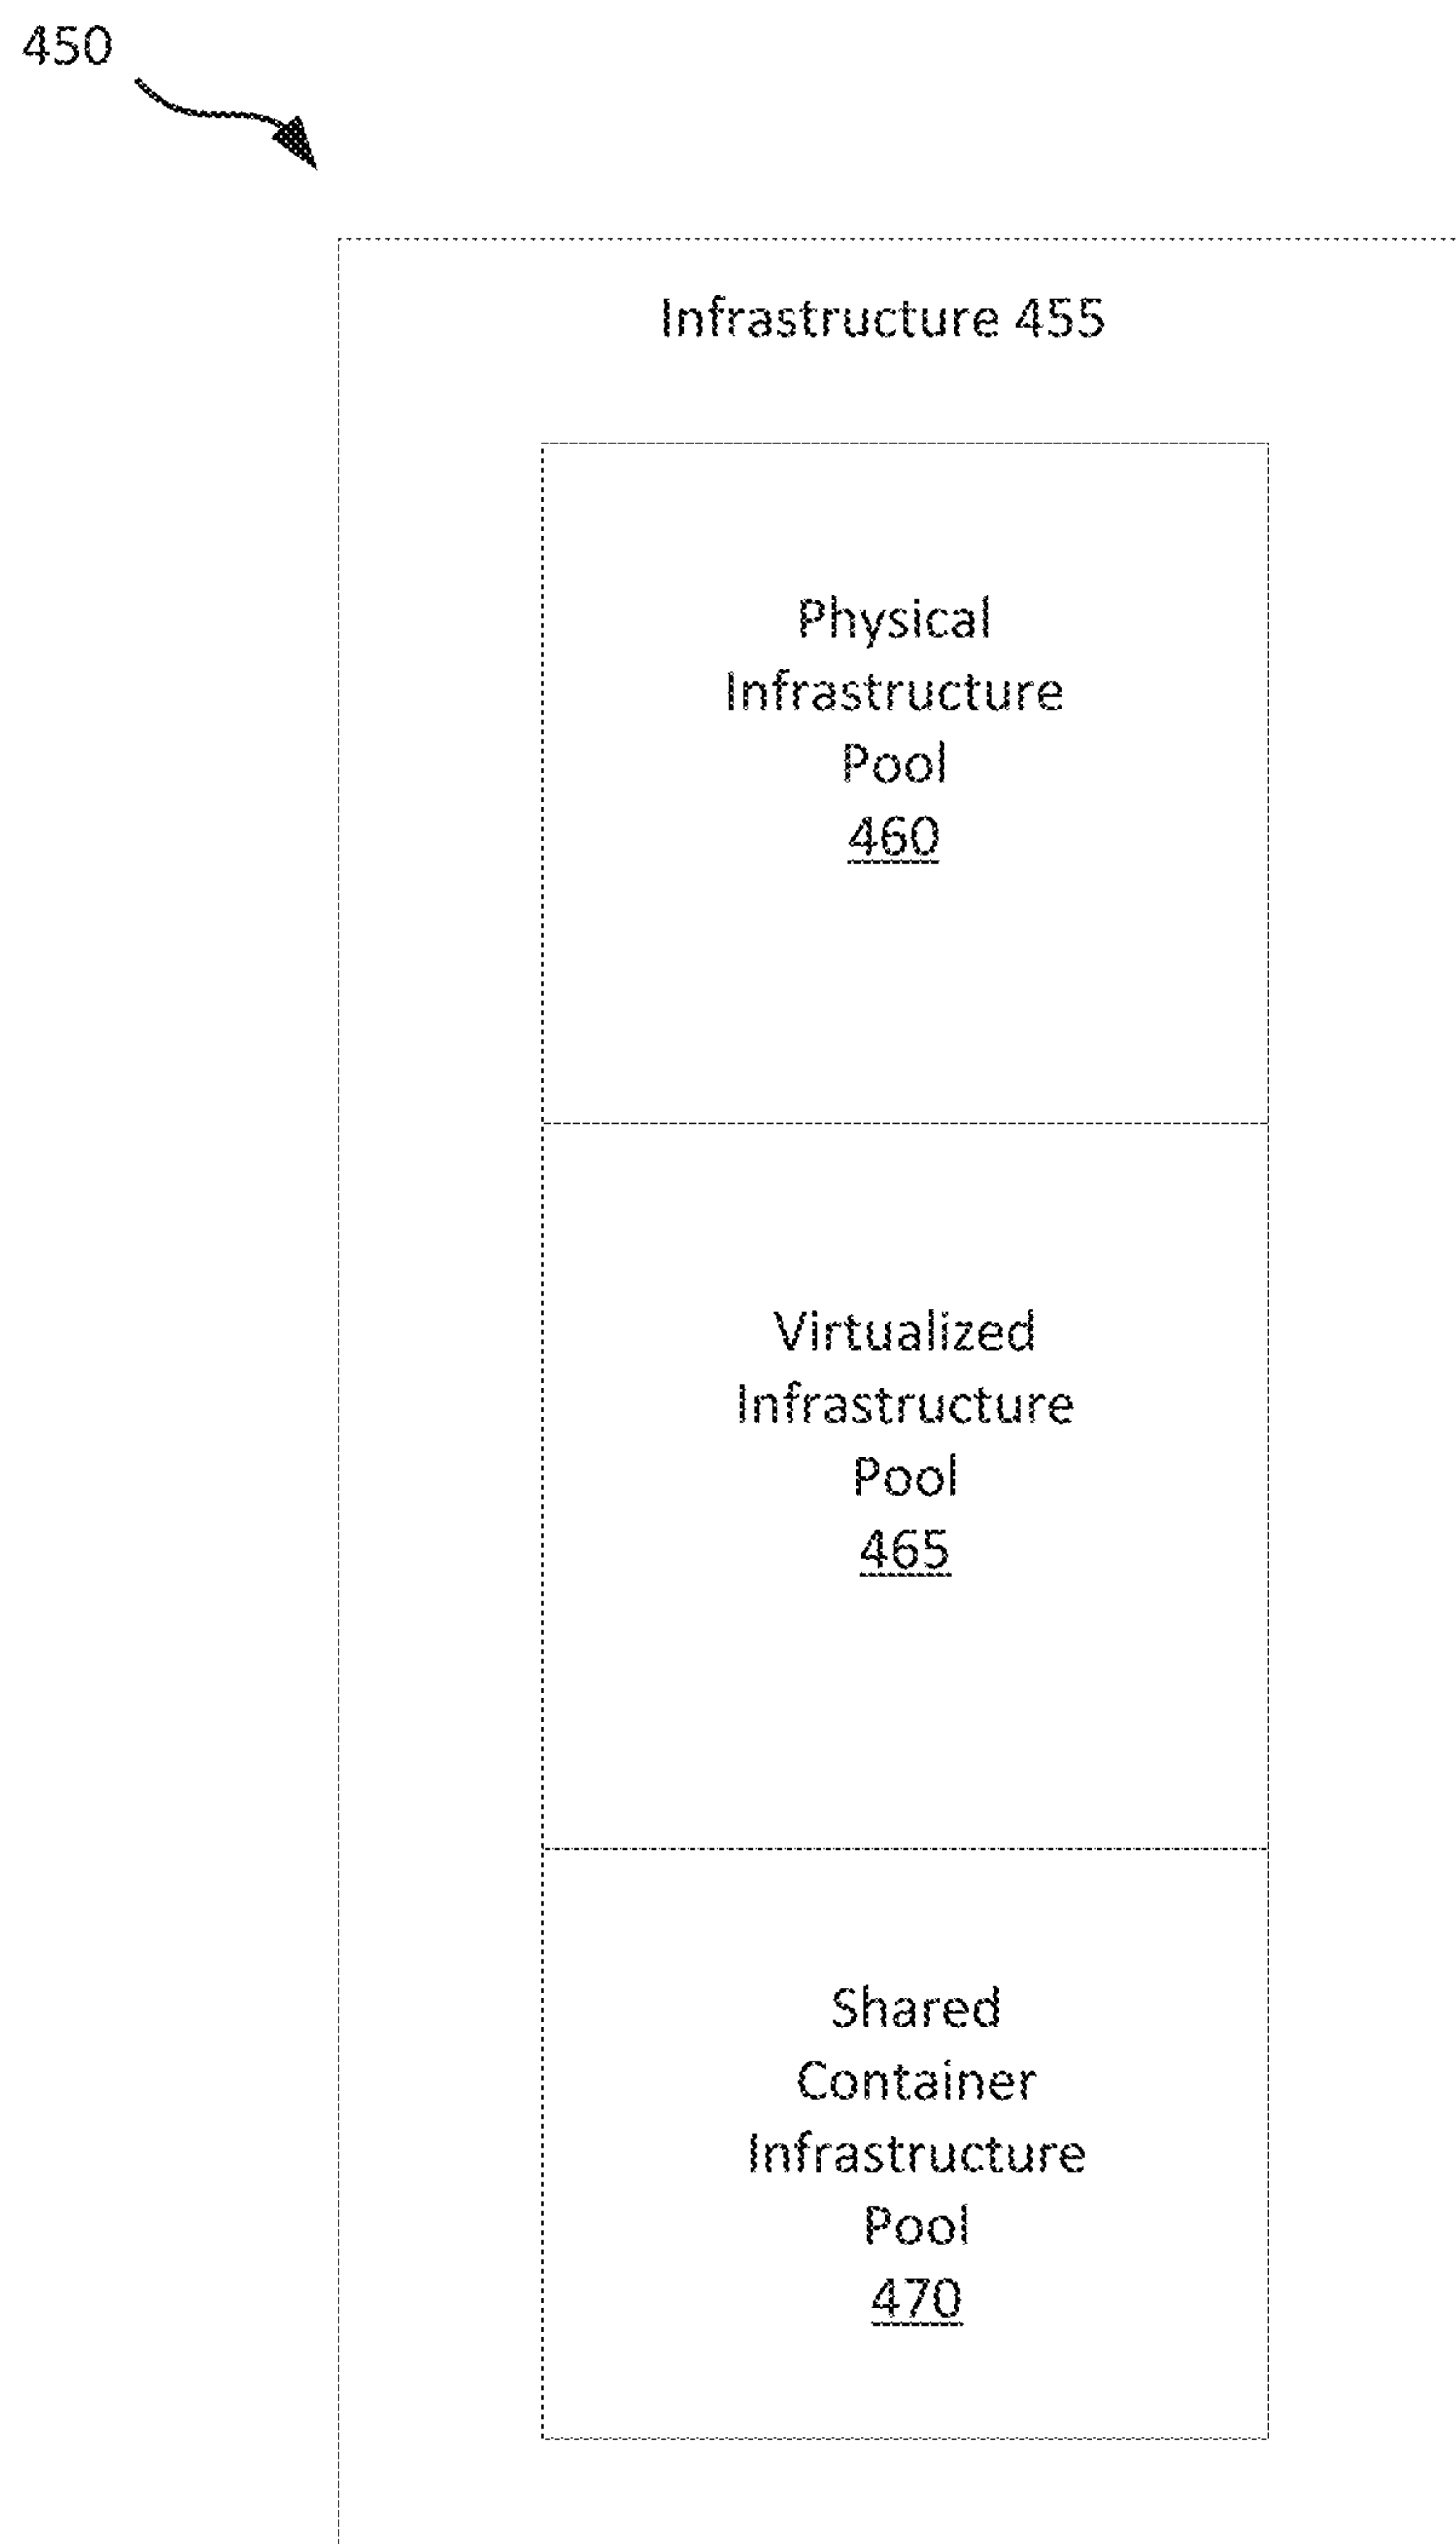 450
Infrastructure 455
Physical
Infrastructure
Pool
460
Virtualized
Infrastructure
Pool
465
Shared
Container
Infrastructure
Pool
470